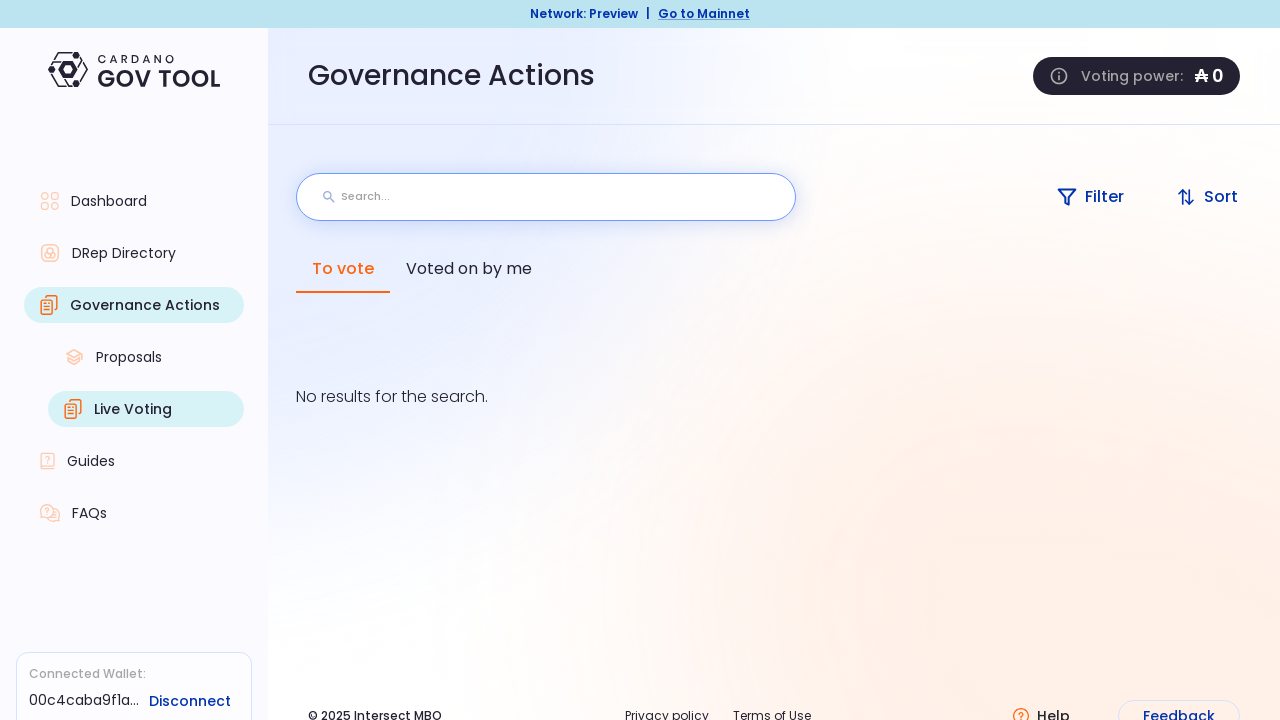 Network: Preview | Go to Mainnet
CARDANO
GOV TOOL
Governance Actions
Voting power: ₳ 0
Dashboard
DRep Directory
Governance Actions
Proposals
Live Voting
Guides
FAQs
Search...
Filter
Sort
To vote
Voted on by me
No results for the search.
Connected Wallet:
00c4caba9f1a...
Disconnect
© 2025 Intersect MBO
Privacy policy
Terms of Use
Help
Feedback